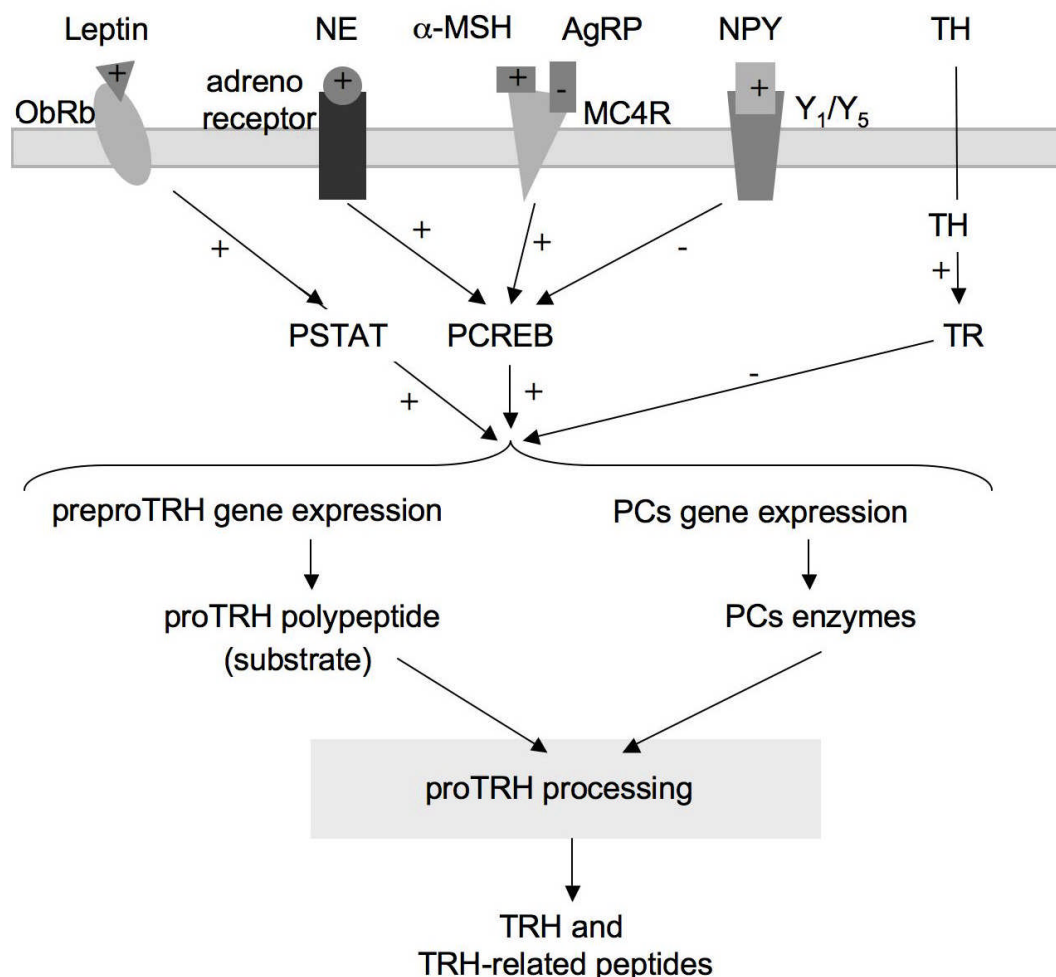 Leptin NE α-MSH AgRP NPY TH
+ + + - +
adreno
ObRb receptor MC4R Y₁/Y₅
TH
+ + + - +
PSTAT PCREB TR
+ + -
preproTRH gene expression PCs gene expression
proTRH polypeptide PCs enzymes
(substrate)
proTRH processing
TRH and
TRH-related peptides